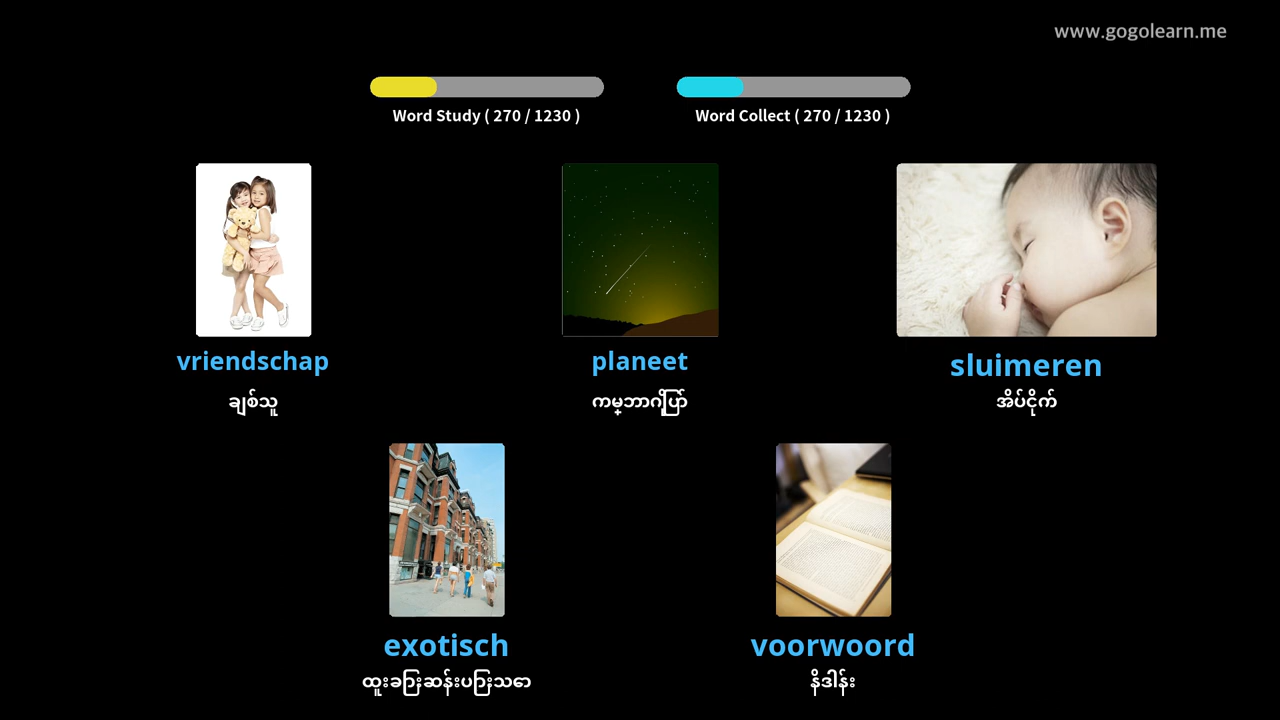 www.gogolearn.me
Word Study ( 270 / 1230 )
Word Collect ( 270 / 1230 )
vriendschap
planeet
sluimeren
ချစ်သူ
ကမ္ဘာဂြိုဟ်ပြာ
အိပ်ငိုက်
exotisch
voorwoord
ထူးခြားဆန်းပြားသော
နိဒါန်း